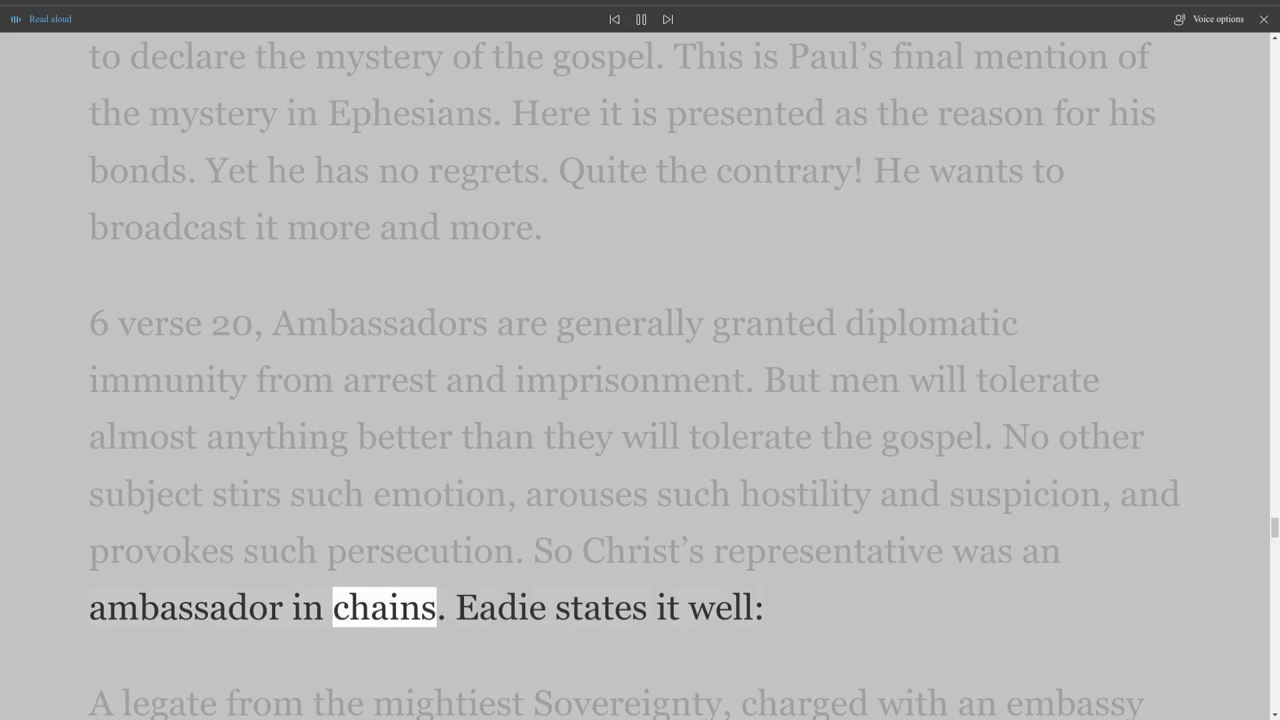 Read aloud
Voice options
to declare the mystery of the gospel. This is Paul’s final mention of
the mystery in Ephesians. Here it is presented as the reason for his
bonds. Yet he has no regrets. Quite the contrary! He wants to
broadcast it more and more.
6 verse 20, Ambassadors are generally granted diplomatic
immunity from arrest and imprisonment. But men will tolerate
almost anything better than they will tolerate the gospel. No other
subject stirs such emotion, arouses such hostility and suspicion, and
provokes such persecution. So Christ’s representative was an
ambassador in chains. Eadie states it well:
A legate from the mightiest Sovereignty, charged with an embassy